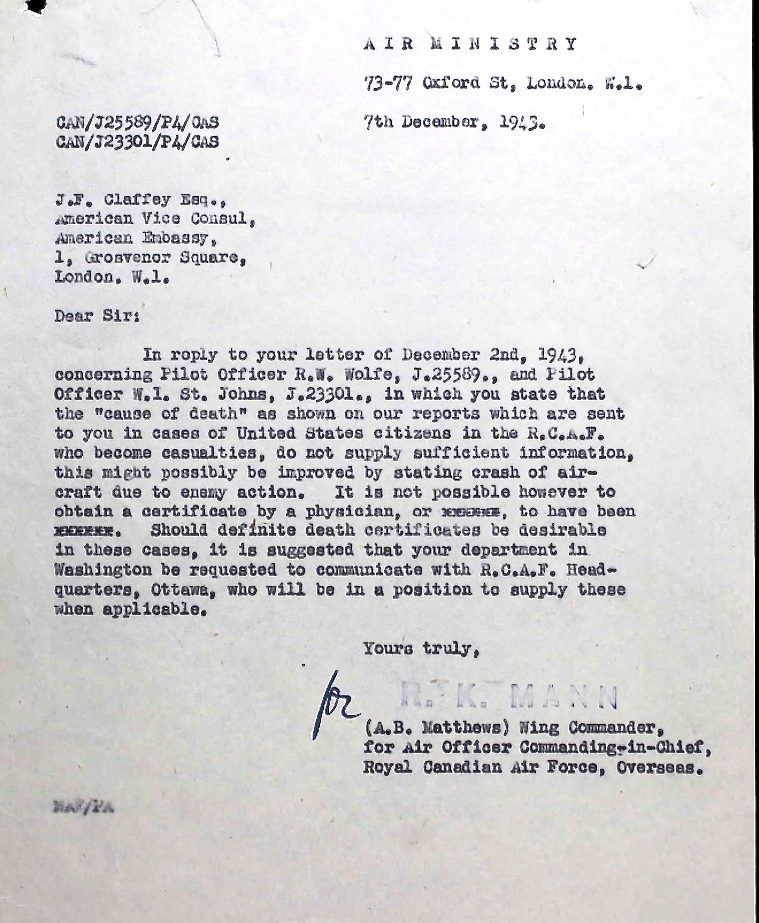 AIR MINISTRY
73-77 Oxford St, London. W.1.
CAN/J25589/P4/CAS
CAN/J23301/P4/CAS
7th December, 1943.
J.F. Claffey Esq.,
American Vice Consul,
American Embassy,
1, Grosvenor Square,
London. W.1.
Dear Sir:
In reply to your letter of December 2nd, 1943,
concerning Pilot Officer R.W. Wolfe, J.25589., and Pilot
Officer W.I. St. Johns, J.23301., in which you state that
the "cause of death" as shown on our reports which are sent
to you in cases of United States citizens in the R.C.A.F.
who become casualties, do not supply sufficient information,
this might possibly be improved by stating crash of air-
craft due to enemy action. It is not possible however to
obtain a certificate by a physician, or , to have been
. Should definite death certificates be desirable
in these cases, it is suggested that your department in
Washington be requested to communicate with R.C.A.F. Head-
quarters, Ottawa, who will be in a position to supply these
when applicable.
Yours truly,
for R. K. MANN
(A.B. Matthews) Wing Commander,
for Air Officer Commanding-in-Chief,
Royal Canadian Air Force, Overseas.